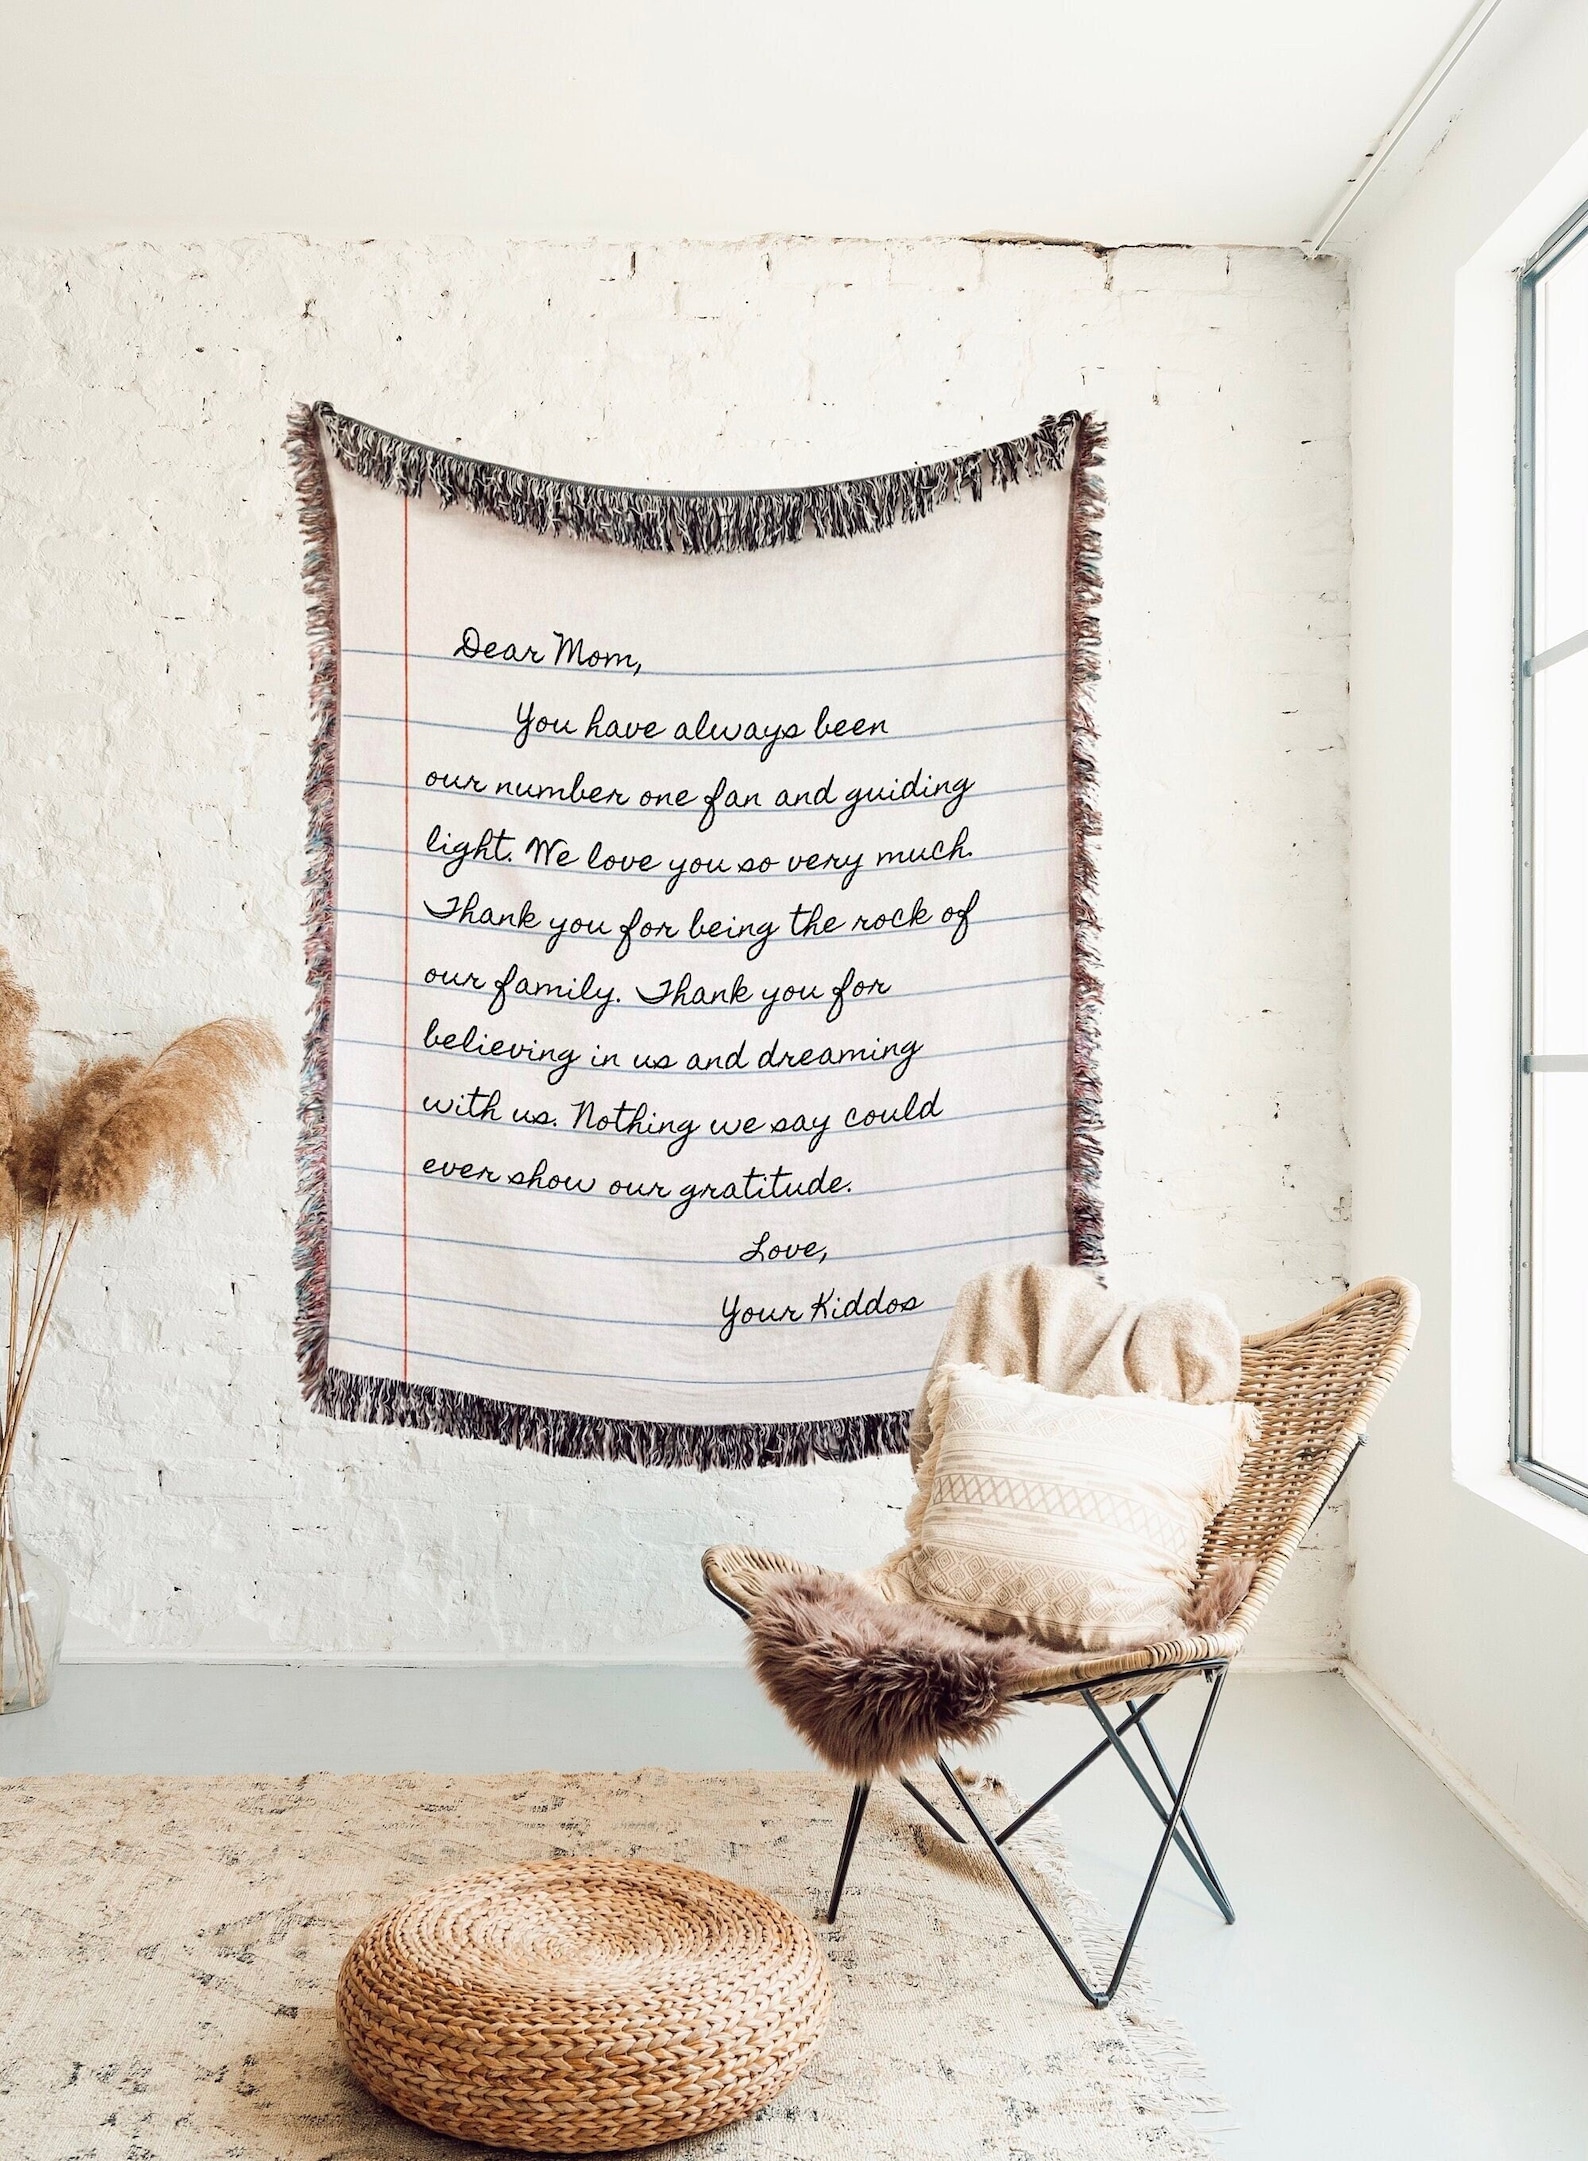 Dear Mom,
You have always been
our number one fan and guiding
light. We love you so very much.
Thank you for being the rock of
our family. Thank you for
believing in us and dreaming
with us. Nothing we say could
ever show our gratitude.
Love,
Your Kiddos